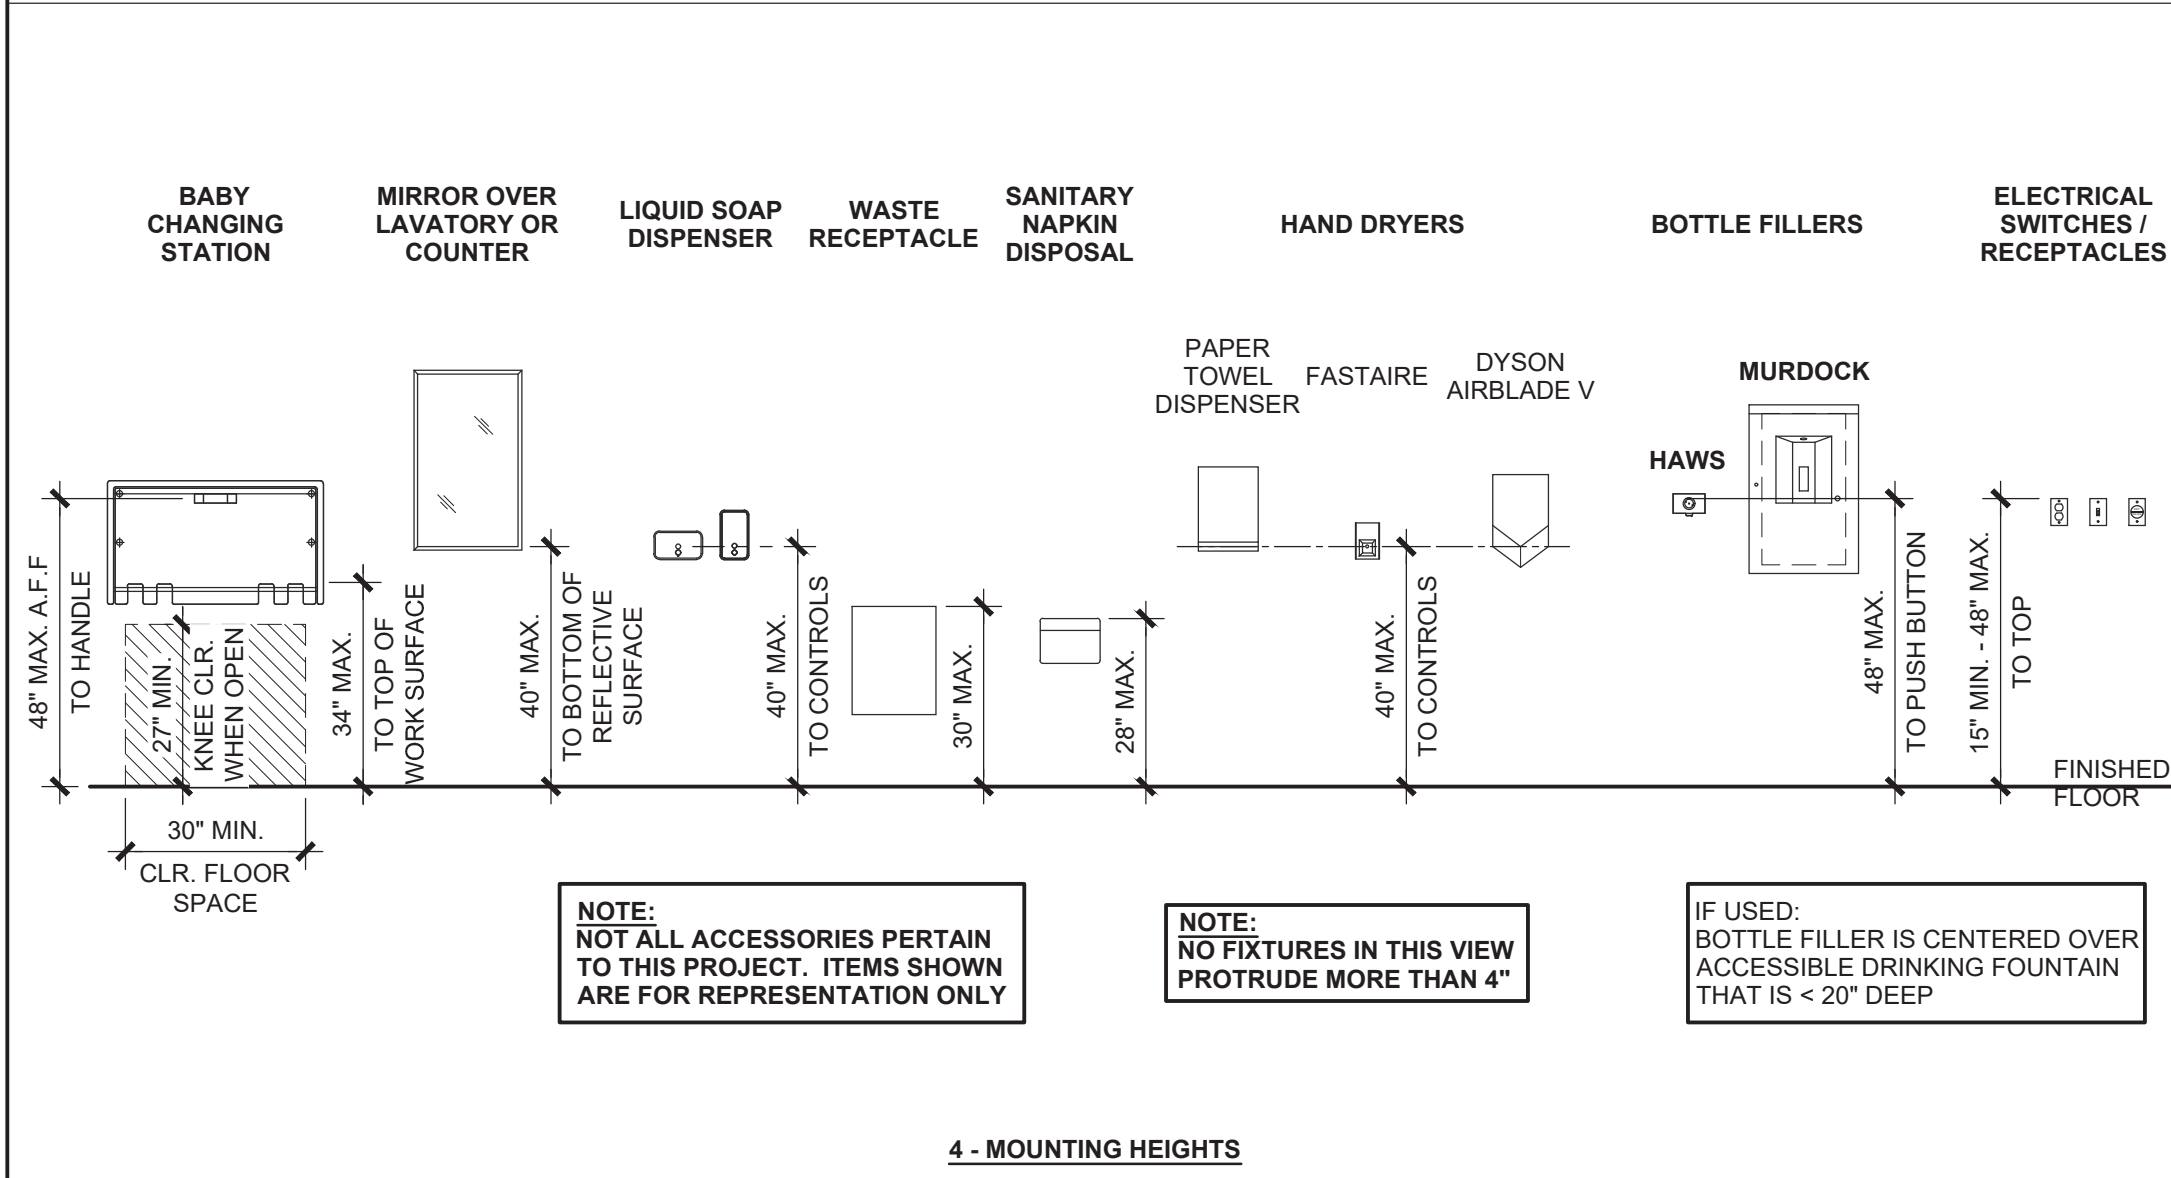 BABY
CHANGING
STATION
MIRROR OVER
LAVATORY OR
COUNTER
LIQUID SOAP
DISPENSER
WASTE
RECEPTACLE
SANITARY
NAPKIN
DISPOSAL
HAND DRYERS
BOTTLE FILLERS
ELECTRICAL
SWITCHES /
RECEPTACLES
PAPER
TOWEL
DISPENSER
FASTAIRE
DYSON
AIRBLADE V
MURDOCK
HAWS
48" MAX. A.F.F
TO HANDLE
27" MIN.
KNEE CLR.
WHEN OPEN
34" MAX.
TO TOP OF
WORK SURFACE
40" MAX.
TO BOTTOM OF
REFLECTIVE
SURFACE
40" MAX.
TO CONTROLS
30" MAX.
28" MAX.
40" MAX.
TO CONTROLS
48" MAX.
TO PUSH BUTTON
15" MIN. - 48" MAX.
TO TOP
FINISHED
FLOOR
30" MIN.
CLR. FLOOR
SPACE
NOTE:
NOT ALL ACCESSORIES PERTAIN
TO THIS PROJECT. ITEMS SHOWN
ARE FOR REPRESENTATION ONLY
NOTE:
NO FIXTURES IN THIS VIEW
PROTRUDE MORE THAN 4"
IF USED:
BOTTLE FILLER IS CENTERED OVER
ACCESSIBLE DRINKING FOUNTAIN
THAT IS < 20" DEEP
4 - MOUNTING HEIGHTS